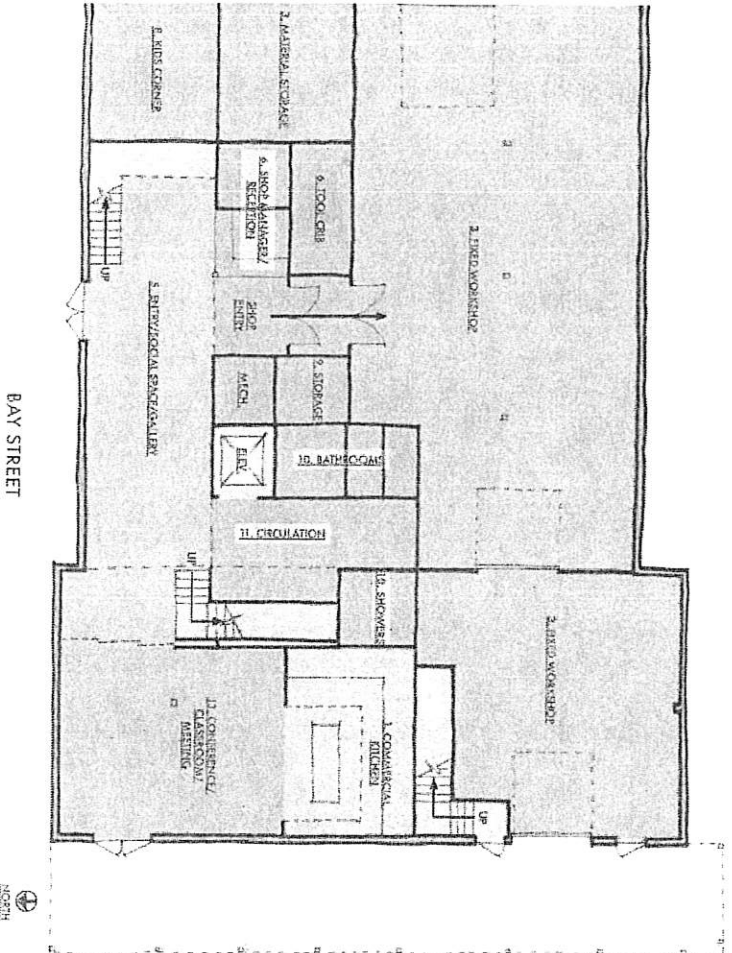 2. FIXED WORKSHOP
3. MATERIAL STORAGE
6. TOOL CRIB
9. STORAGE
10. BATHROOMS
10. SHOWERS
2. FIXED WORKSHOP
8. KIDS CORNER
6. SHOP MANAGER/
RECEPTION
SHOP
ENTRY
MECH.
ELEV.
11. CIRCULATION
1. COMMERCIAL
KITCHEN
UP
UP
5. ENTRY/SOCIAL SPACE/GALLERY
UP
12. CONFERENCE/
CLASSROOM/
MEETING
BAY STREET
NORTH